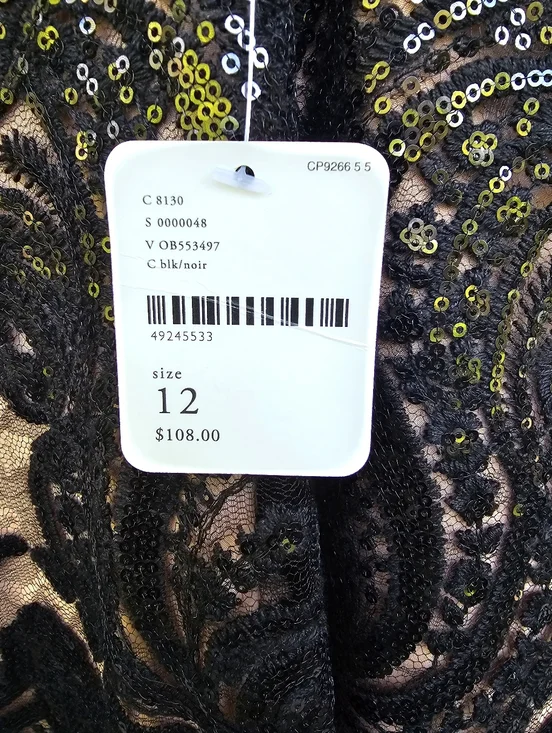 CP9266 5 5
C 8130
S 0000048
V OB553497
C blk/noir
49245533
size
12
$108.00